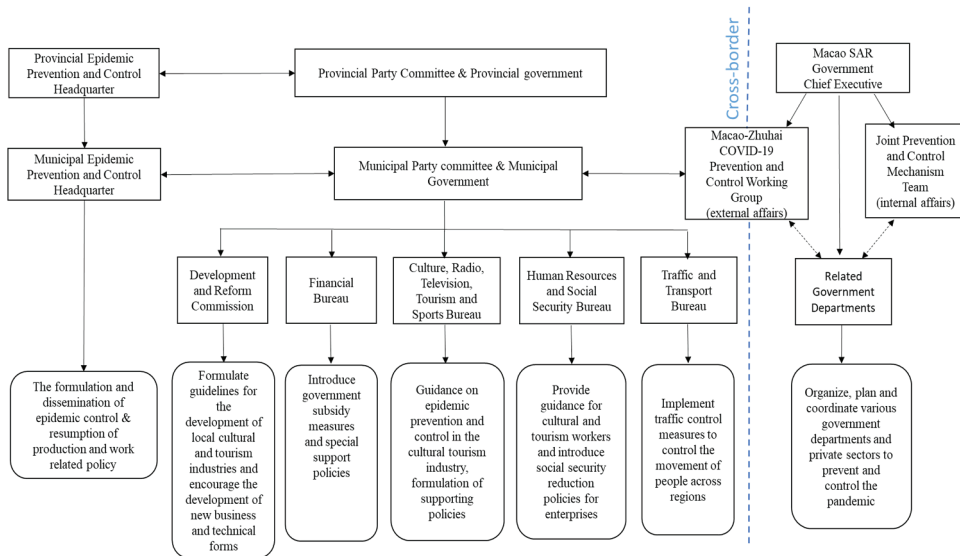 Provincial Epidemic
Prevention and Control
Headquarter
Provincial Party Committee & Provincial government
Cross-border
Macao SAR
Government
Chief Executive
Municipal Epidemic
Prevention and Control
Headquarter
Municipal Party committee & Municipal
Government
Macao-Zhuhai
COVID-19
Prevention and
Control Working
Group
(external affairs)
Joint Prevention and
Control
Mechanism
Team
(internal affairs)
Development
and Reform
Commission
Financial
Bureau
Culture, Radio,
Television,
Tourism and
Sports Bureau
Human Resources
and Social
Security Bureau
Traffic and
Transport
Bureau
Related
Government
Departments
The formulation and
dissemination of
epidemic control &
resumption of
production and work
related policy
Formulate
guidelines for
the
development of
local cultural
and tourism
industries and
encourage the
development of
new business
and technical
forms
Introduce
government
subsidy
measures
and special
support
policies
Guidance on
epidemic
prevention and
control in the
cultural tourism
industry,
formulation of
supporting
policies
Provide
guidance for
cultural and
tourism workers
and introduce
social security
reduction
policies for
enterprises
Implement
traffic control
measures to
control the
movement of
people across
regions
Organize, plan and
coordinate various
government
departments and
private sectors to
prevent and
control the
pandemic